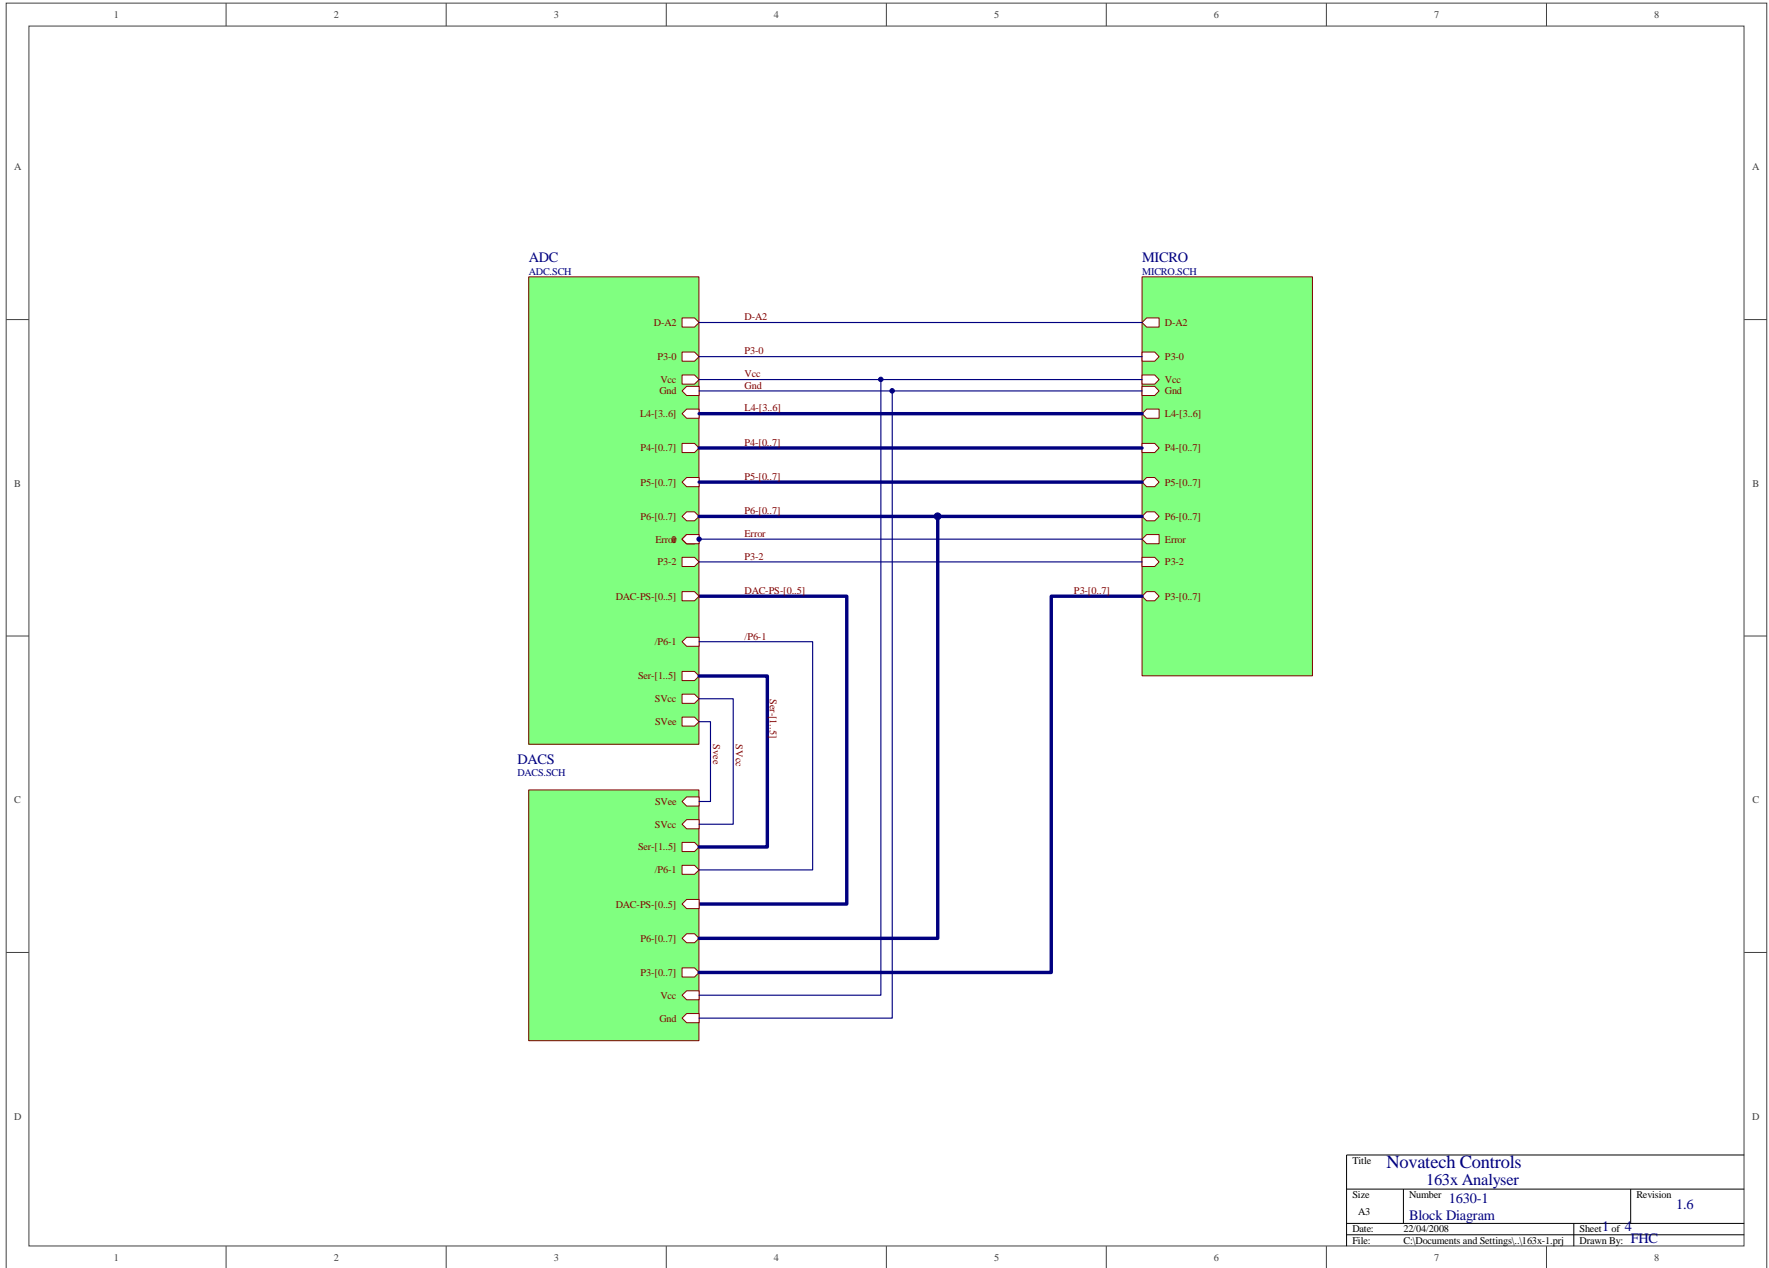 1 2 3 4 5 6 7 8
A A
B B
C C
D D
ADC
ADC.SCH
D-A2
P3-0
Vcc
Gnd
L4-[3..6]
P4-[0..7]
P5-[0..7]
P6-[0..7]
Error
P3-2
DAC-PS-[0..5]
/P6-1
Ser-[1..5]
SVcc
SVee
D-A2
P3-0
Vcc
Gnd
L4-[3..6]
P4-[0..7]
P5-[0..7]
P6-[0..7]
Error
P3-2
DAC-PS-[0..5]
/P6-1
Ser-[1..5]
SVcc
Svee
P3-[0..7]
MICRO
MICRO.SCH
D-A2
P3-0
Vcc
Gnd
L4-[3..6]
P4-[0..7]
P5-[0..7]
P6-[0..7]
Error
P3-2
P3-[0..7]
DACS
DACS.SCH
SVee
SVcc
Ser-[1..5]
/P6-1
DAC-PS-[0..5]
P6-[0..7]
P3-[0..7]
Vcc
Gnd
Title Novatech Controls
163x Analyser
Size Number 1630-1 Revision 1.6
A3 Block Diagram
Date: 22/04/2008 Sheet 1 of 4
File: C:\Documents and Settings\..\163x-1.prj Drawn By: FHC
1 2 3 4 5 6 7 8